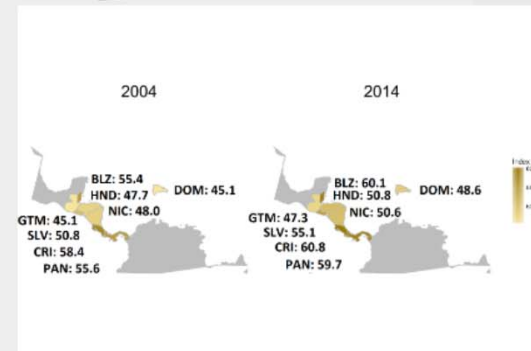 2004
2014
BLZ: 55.4
HND: 47.7
DOM: 45.1
NIC: 48.0
GTM: 45.1
SLV: 50.8
CRI: 58.4
PAN: 55.6
BLZ: 60.1
HND: 50.8
DOM: 48.6
NIC: 50.6
GTM: 47.3
SLV: 55.1
CRI: 60.8
PAN: 59.7
Index